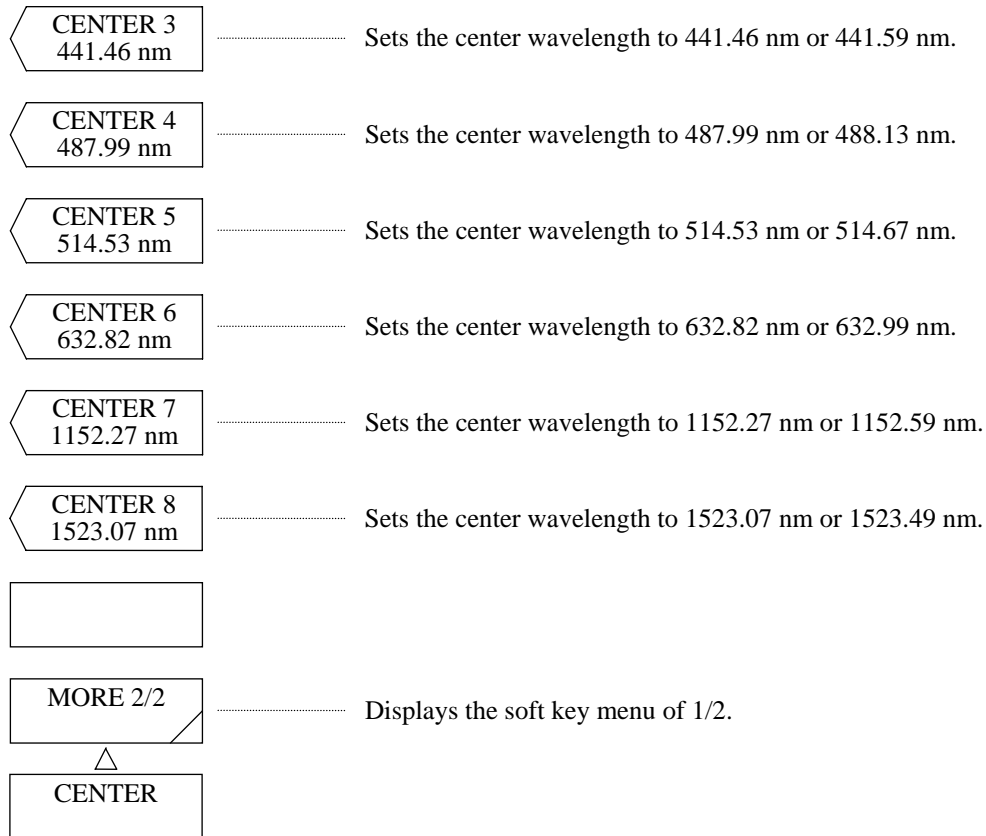 CENTER 3
441.46 nm
Sets the center wavelength to 441.46 nm or 441.59 nm.
CENTER 4
487.99 nm
Sets the center wavelength to 487.99 nm or 488.13 nm.
CENTER 5
514.53 nm
Sets the center wavelength to 514.53 nm or 514.67 nm.
CENTER 6
632.82 nm
Sets the center wavelength to 632.82 nm or 632.99 nm.
CENTER 7
1152.27 nm
Sets the center wavelength to 1152.27 nm or 1152.59 nm.
CENTER 8
1523.07 nm
Sets the center wavelength to 1523.07 nm or 1523.49 nm.
MORE 2/2
Displays the soft key menu of 1/2.
CENTER